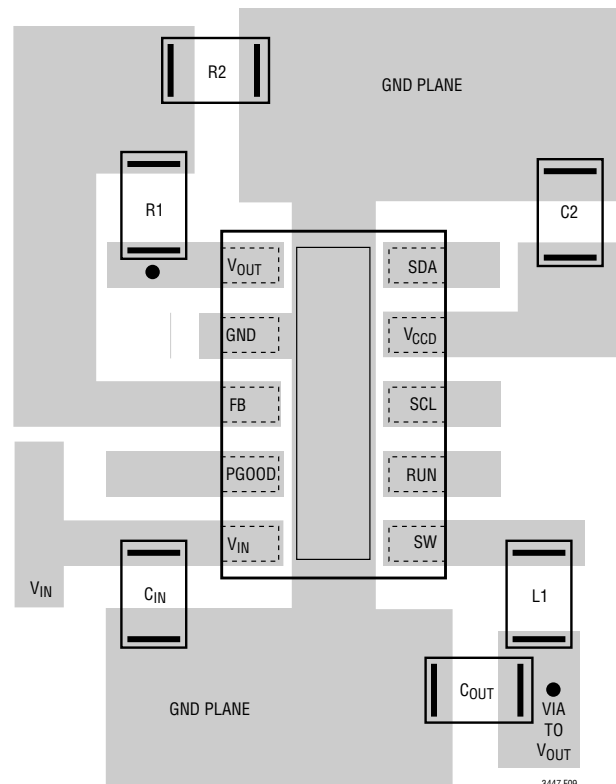 R2
GND PLANE
R1
C2
VOUT
SDA
GND
VCCD
FB
SCL
PGOOD
RUN
VIN
SW
VIN
CIN
L1
COUT
GND PLANE
VIA
TO
VOUT
3447 F09